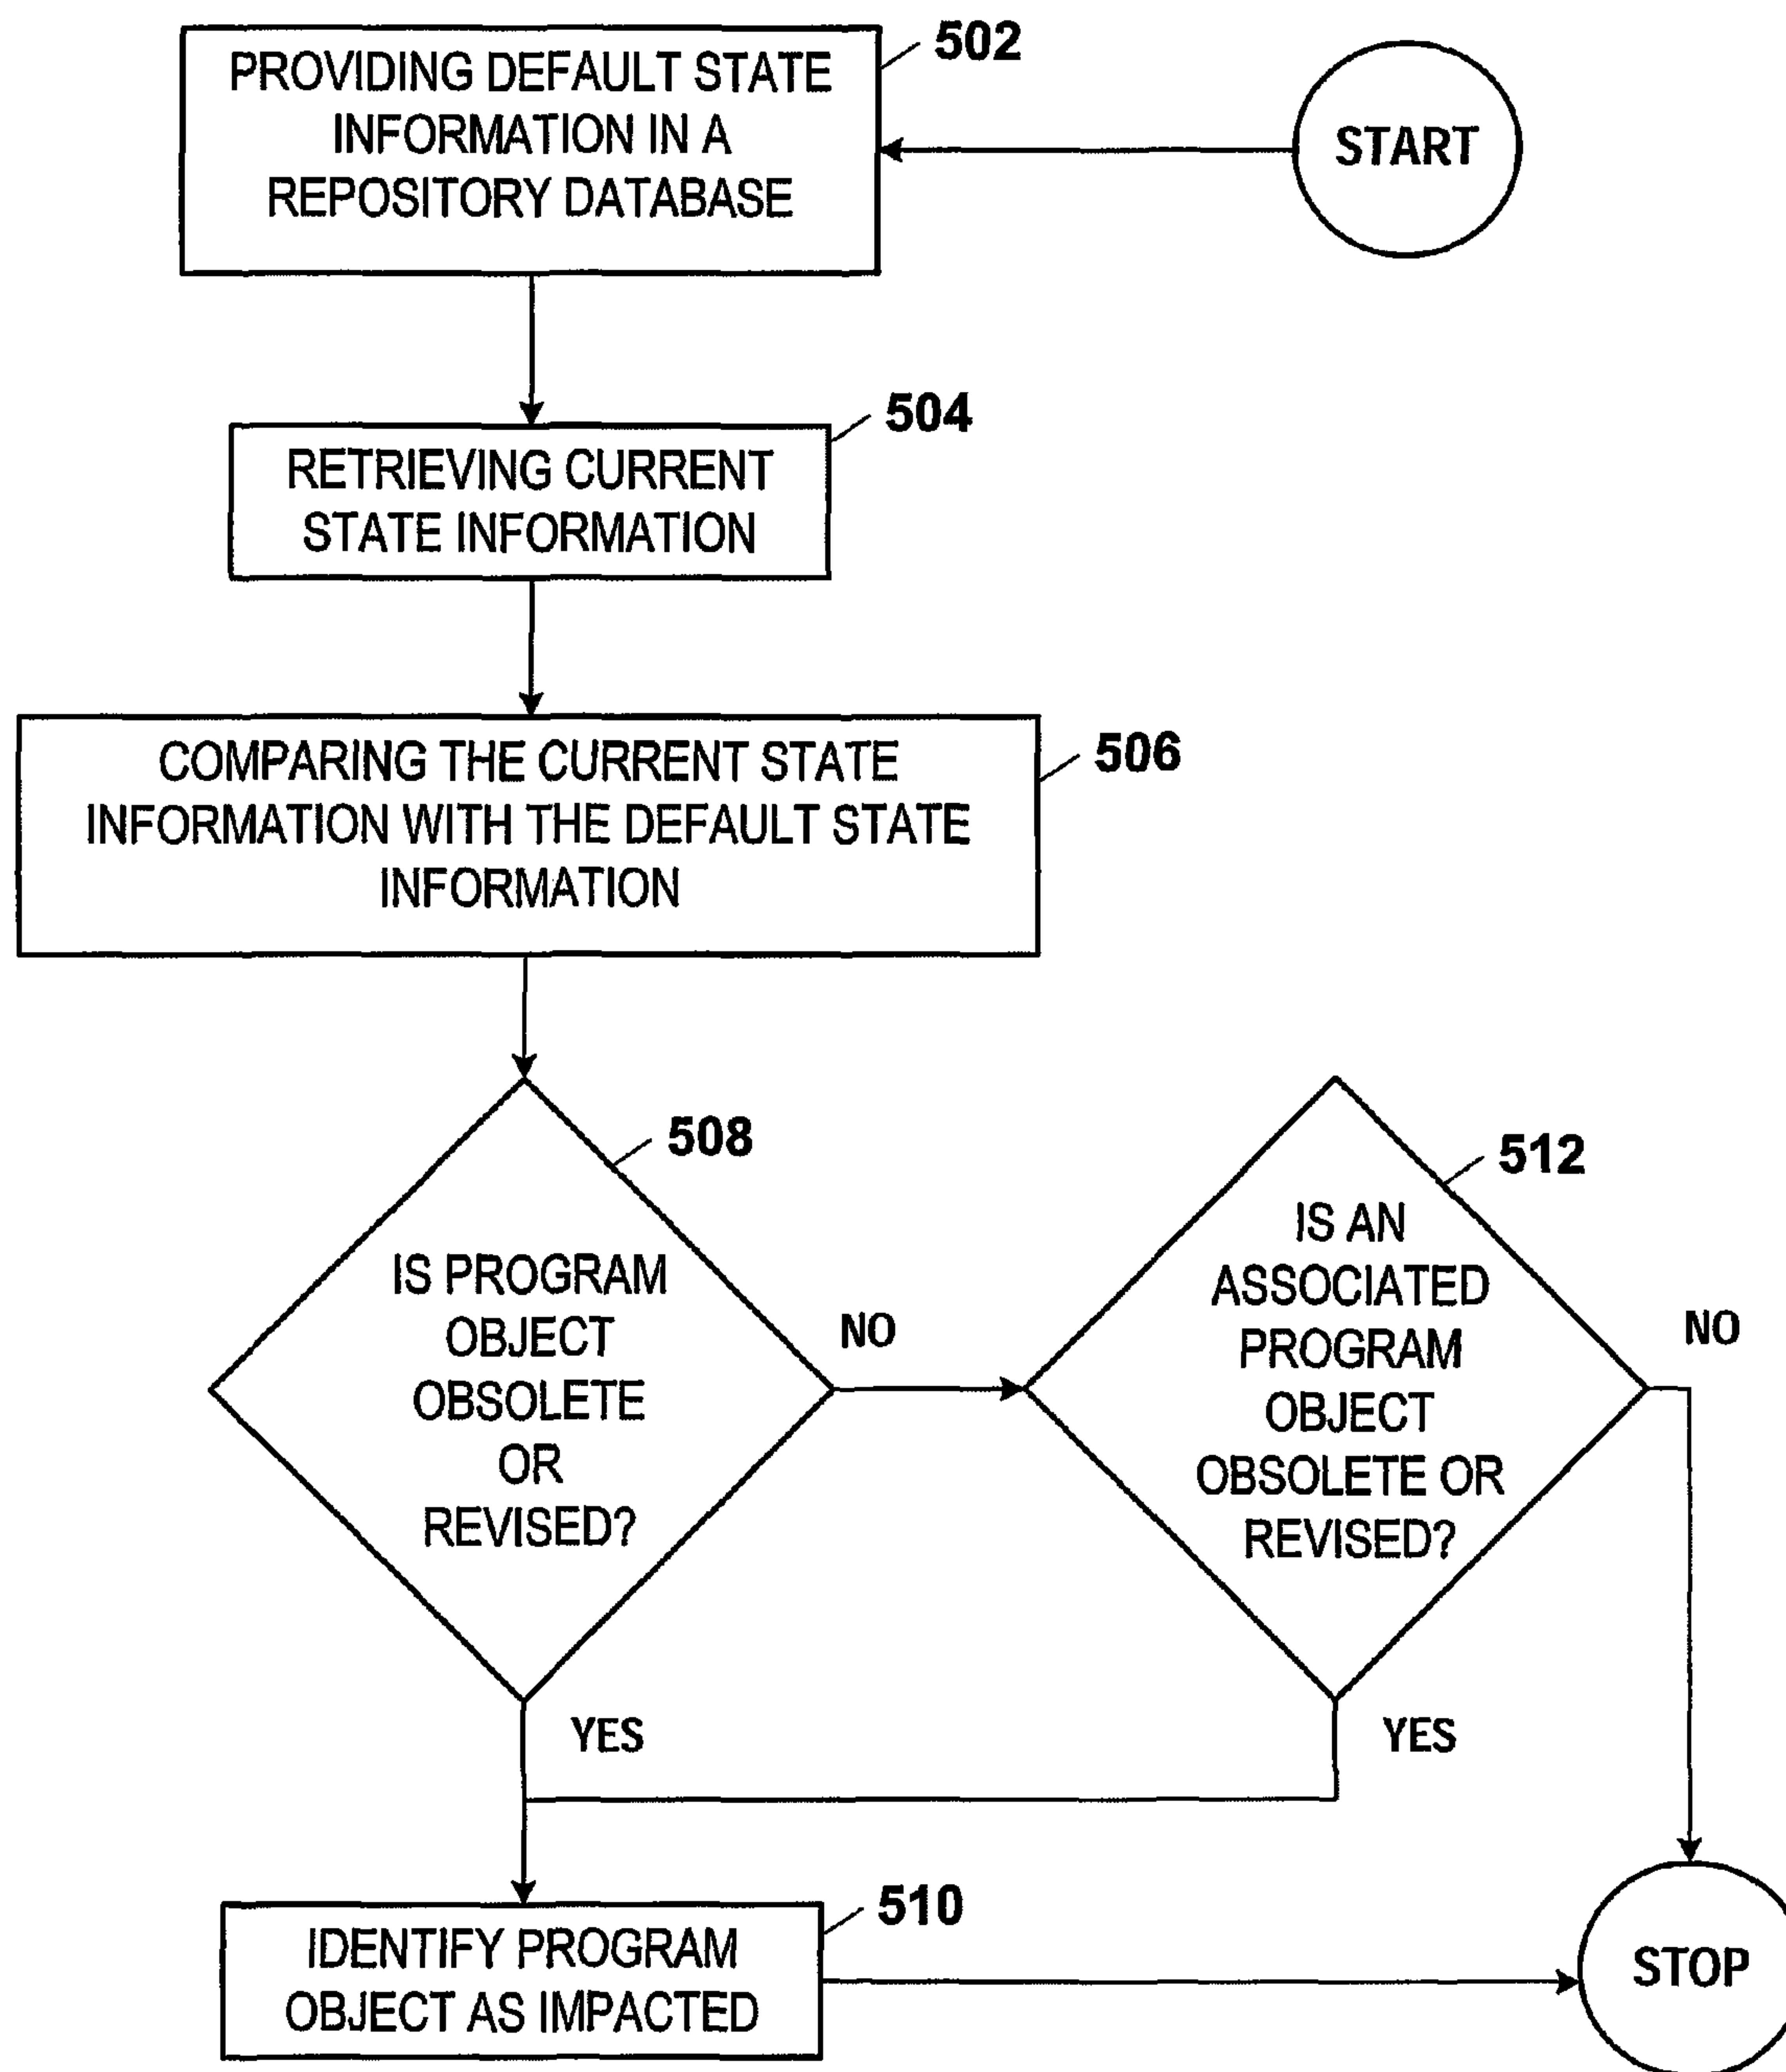 502
PROVIDING DEFAULT STATE
INFORMATION IN A
REPOSITORY DATABASE
START
504
RETRIEVING CURRENT
STATE INFORMATION
506
COMPARING THE CURRENT STATE
INFORMATION WITH THE DEFAULT STATE
INFORMATION
508
IS PROGRAM
OBJECT
OBSOLETE
OR
REVISED?
NO
YES
512
IS AN
ASSOCIATED
PROGRAM
OBJECT
OBSOLETE OR
REVISED?
NO
YES
510
IDENTIFY PROGRAM
OBJECT AS IMPACTED
STOP